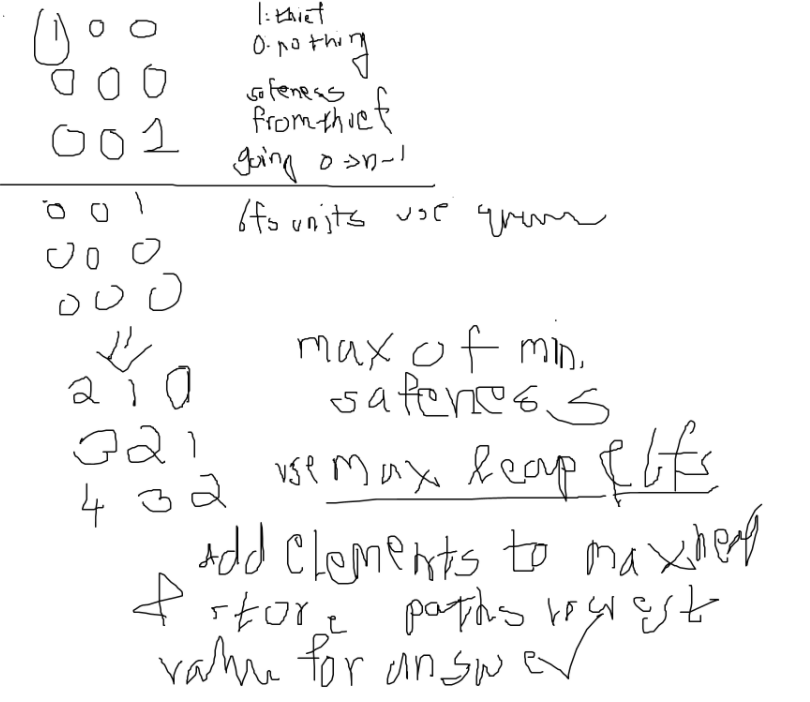 1 0 0
0 0 0
0 0 1
1: thief
0. nothing
safeness
from thief
going 0 -> n-1
0 0 1
0 0 0
0 0 0
bfs units use
2 1 0
3 2 1
4 3 2
max of min.
safeness
use max heap & bfs
Add elements to maxheap
& store paths lowest
value for answer